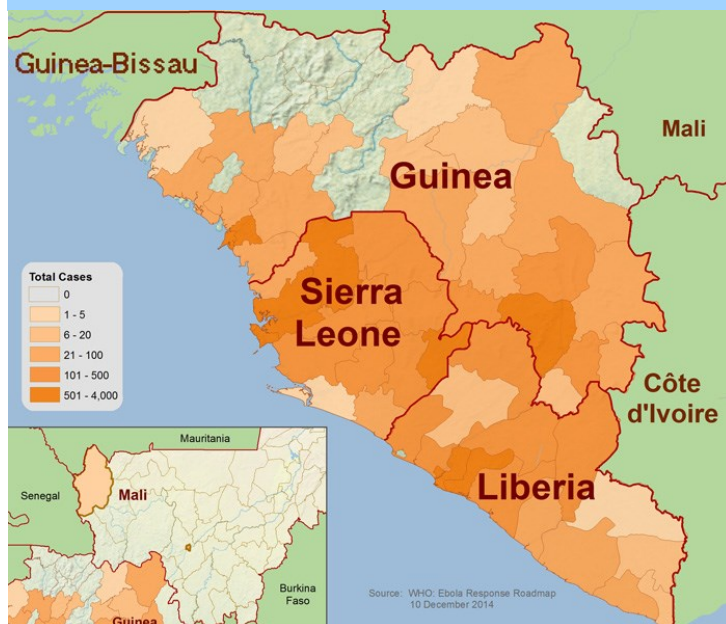 Guinea-Bissau
Mali
Guinea
Total Cases
0
1 - 5
6 - 20
21 - 100
101 - 500
501 - 4,000
Sierra
Leone
Côte
d'Ivoire
Liberia
Mauritania
Senegal
Mali
Burkina
Faso
Guinea
Source: WHO: Ebola Response Roadmap
10 December 2014